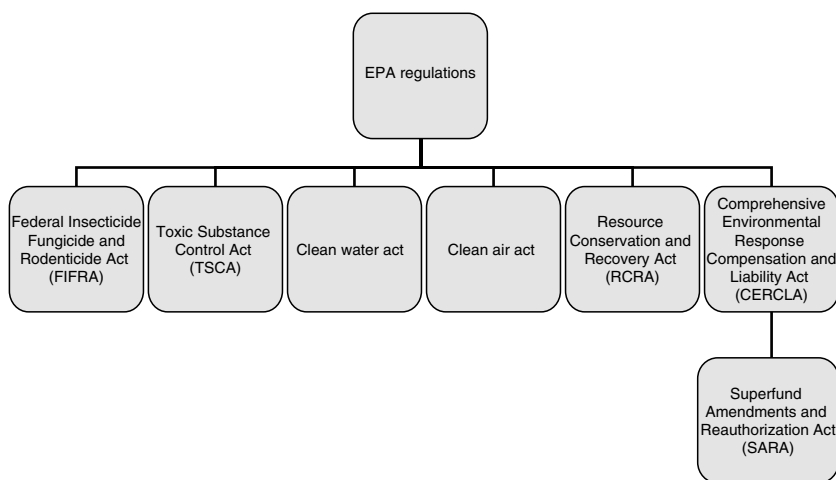 EPA regulations
Federal Insecticide
Fungicide and
Rodenticide Act
(FIFRA)
Toxic Substance
Control Act
(TSCA)
Clean water act
Clean air act
Resource
Conservation and
Recovery Act
(RCRA)
Comprehensive
Environmental
Response
Compensation and
Liability Act
(CERCLA)
Superfund
Amendments and
Reauthorization Act
(SARA)